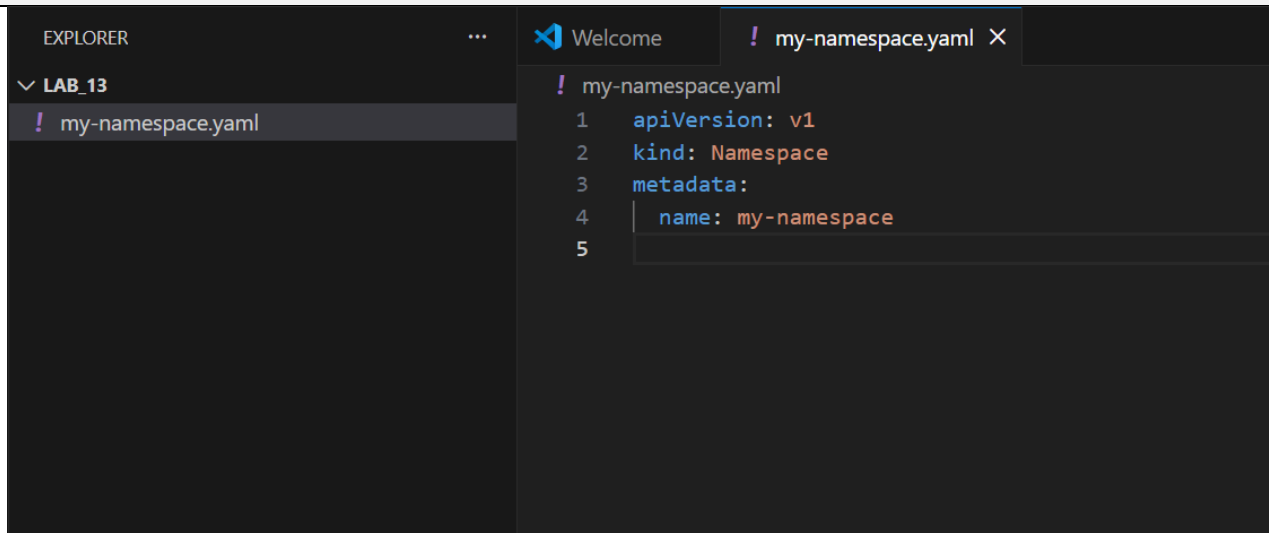 EXPLORER ...
LAB_13
! my-namespace.yaml
Welcome
! my-namespace.yaml
! my-namespace.yaml
1 apiVersion: v1
2 kind: Namespace
3 metadata:
4 name: my-namespace
5